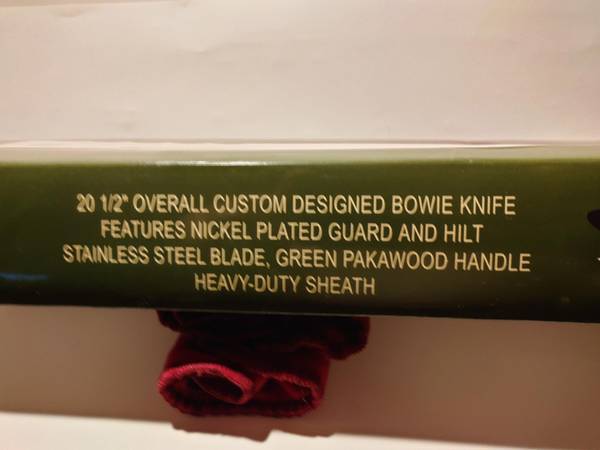 20 1/2" OVERALL CUSTOM DESIGNED BOWIE KNIFE
FEATURES NICKEL PLATED GUARD AND HILT
STAINLESS STEEL BLADE, GREEN PAKAWOOD HANDLE
HEAVY-DUTY SHEATH